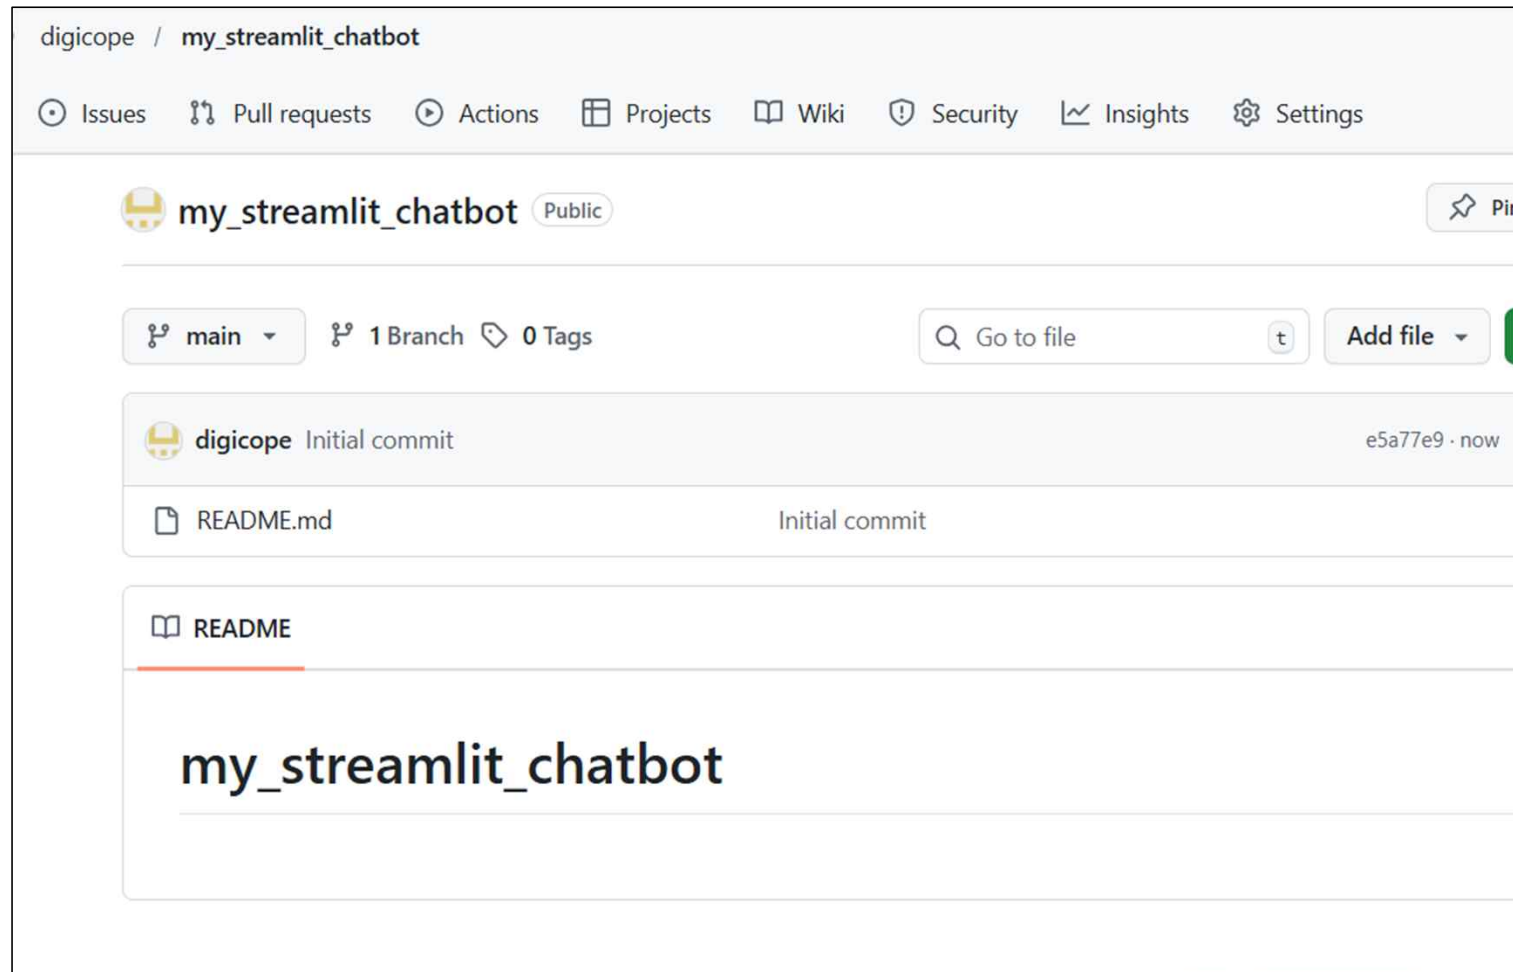 digicope / my_streamlit_chatbot
Issues Pull requests Actions Projects Wiki Security Insights Settings
my_streamlit_chatbot Public
main 1 Branch 0 Tags Go to file t Add file
digicope Initial commit e5a77e9 · now
README.md Initial commit
README
my_streamlit_chatbot